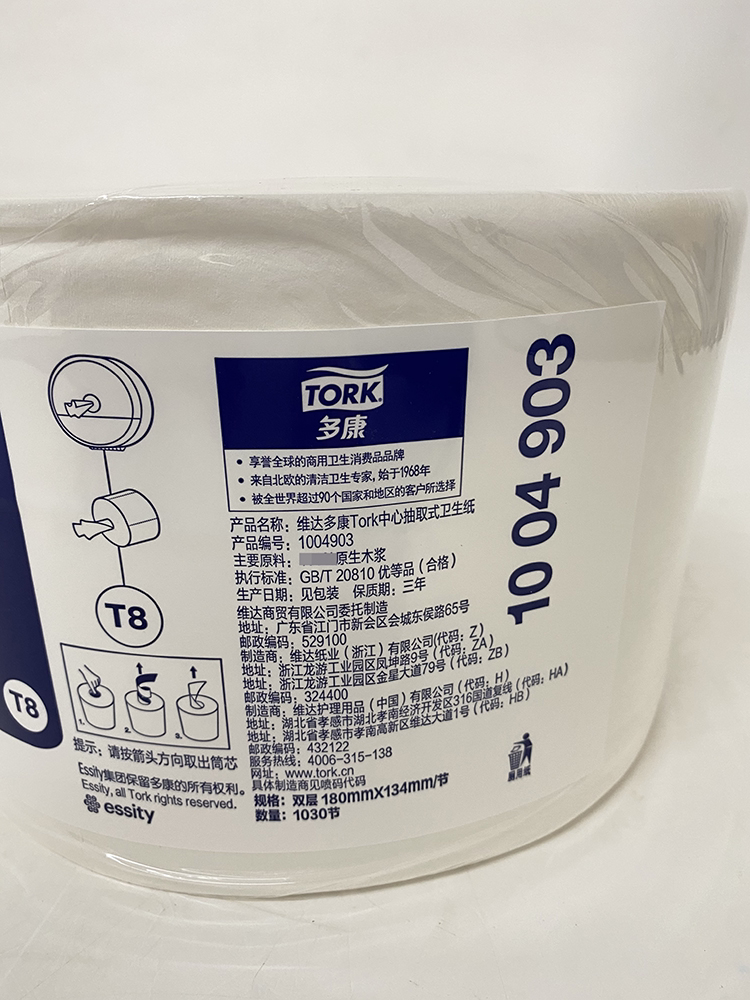 TORK
多康
• 享誉全球的商用卫生消费品品牌
• 来自北欧的清洁卫生专家, 始于1968年
• 被全世界超过90个国家和地区的客户所选择
产品名称: 维达多康Tork中心抽取式卫生纸
产品编号: 1004903
主要原料: 原生木浆
执行标准: GB/T 20810 优等品 (合格)
生产日期: 见包装 保质期: 三年
维达商贸有限公司委托制造
地址: 广东省江门市新会区会城东侯路65号
邮政编码: 529100
制造商: 维达纸业 (浙江) 有限公司(代码: Z)
地址: 浙江龙游工业园区凤坤路9号 (代码: ZA)
地址: 浙江龙游工业园区金星大道79号 (代码: ZB)
邮政编码: 324400
制造商: 维达护理用品 (中国) 有限公司 (代码: H)
地址: 湖北省孝感市湖北孝南经济开发区316国道复线 (代码: HA)
地址: 湖北省孝感市孝南高新区维达大道1号 (代码: HB)
邮政编码: 432122
服务热线: 4006-315-138
网址: www.tork.cn
具体制造商见喷码代码
规格: 双层 180mmX134mm/节
数量: 1030节
10 04 903
T8
T8
1.
2.
3.
提示: 请按箭头方向取出筒芯
Essity集团保留多康的所有权利。
Essity, all Tork rights reserved.
essity